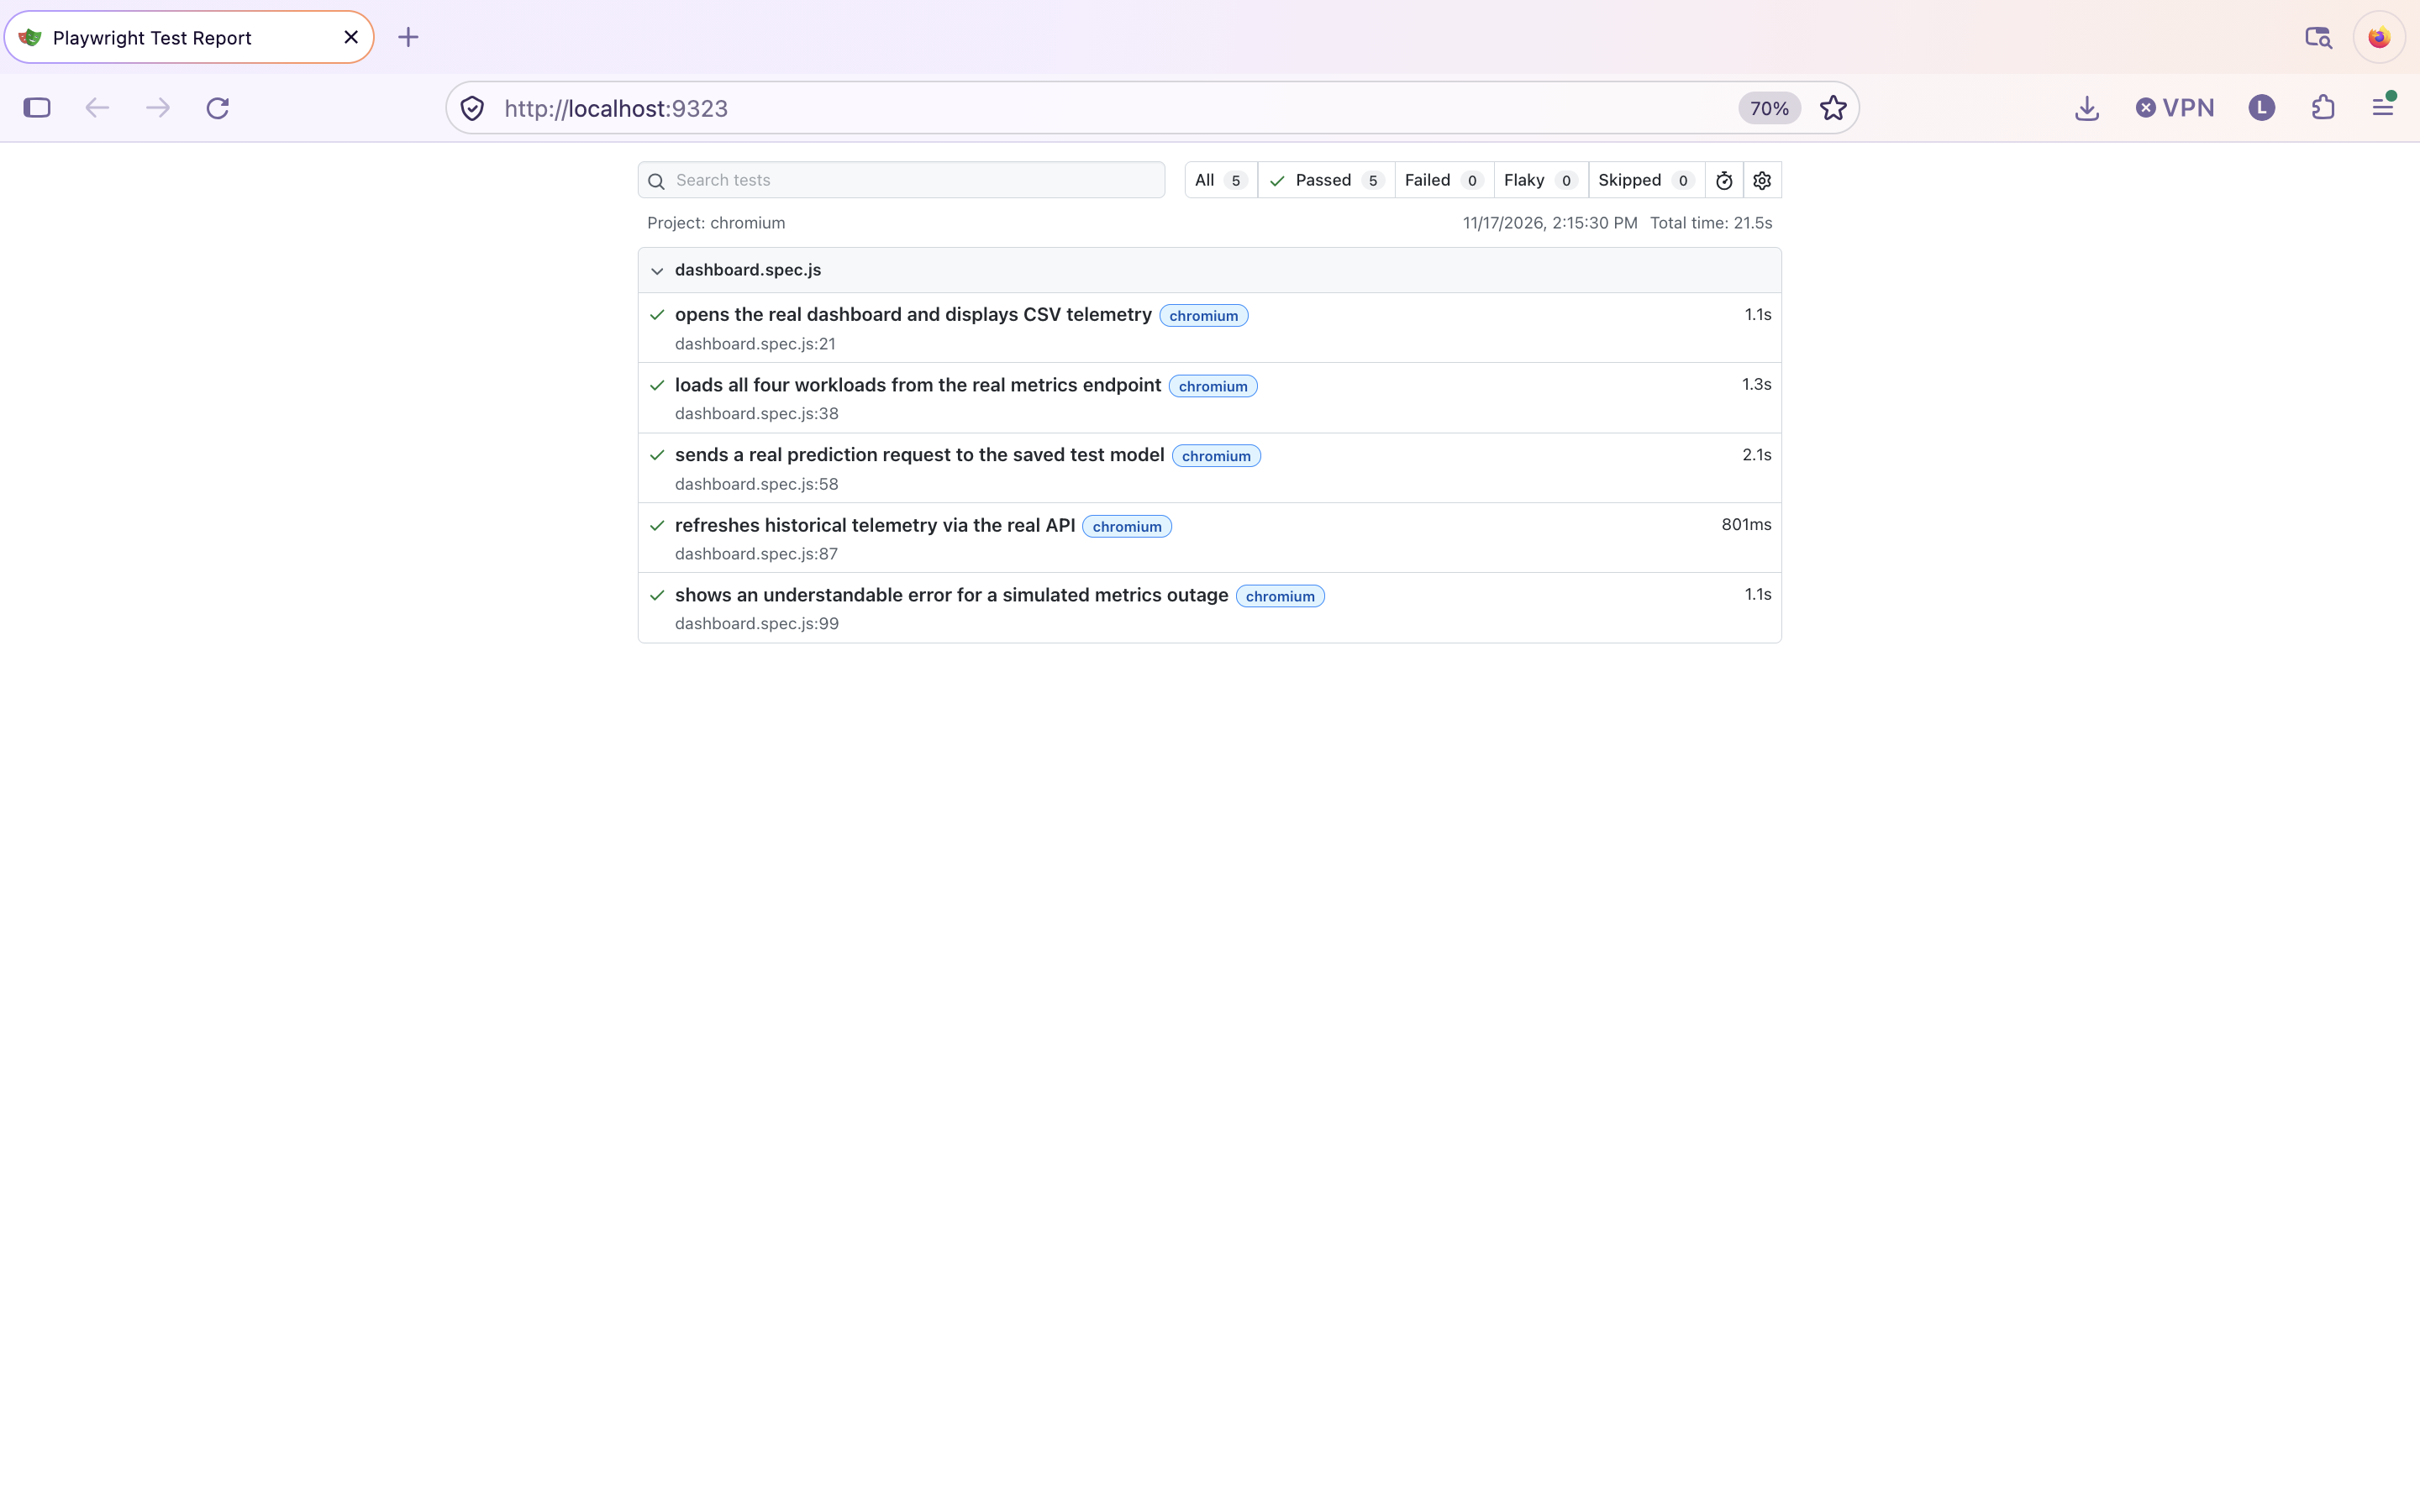 Playwright Test Report
http://localhost:9323
70%
VPN
L
Search tests
All 5
Passed 5
Failed 0
Flaky 0
Skipped 0
Project: chromium
11/17/2026, 2:15:30 PM Total time: 21.5s
dashboard.spec.js
opens the real dashboard and displays CSV telemetry chromium 1.1s
dashboard.spec.js:21
loads all four workloads from the real metrics endpoint chromium 1.3s
dashboard.spec.js:38
sends a real prediction request to the saved test model chromium 2.1s
dashboard.spec.js:58
refreshes historical telemetry via the real API chromium 801ms
dashboard.spec.js:87
shows an understandable error for a simulated metrics outage chromium 1.1s
dashboard.spec.js:99